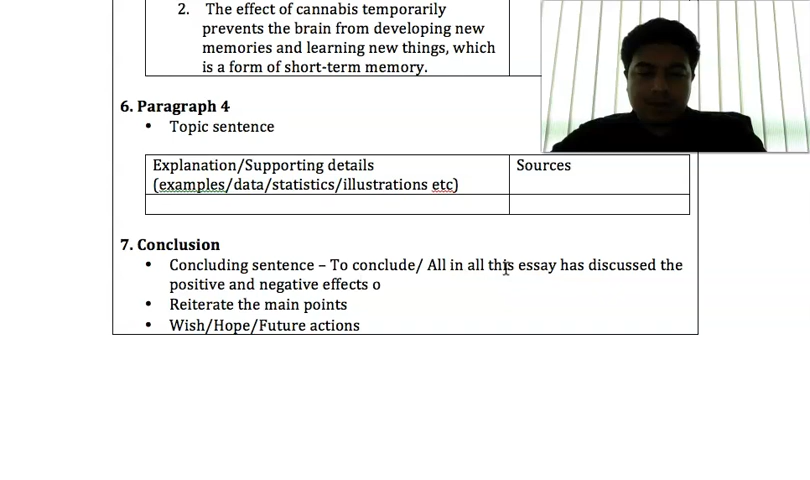 2. The effect of cannabis temporarily
prevents the brain from developing new
memories and learning new things, which
is a form of short-term memory.
6. Paragraph 4
• Topic sentence
Explanation/Supporting details
(examples/data/statistics/illustrations etc)
Sources
7. Conclusion
• Concluding sentence – To conclude/ All in all this essay has discussed the
positive and negative effects o
• Reiterate the main points
• Wish/Hope/Future actions